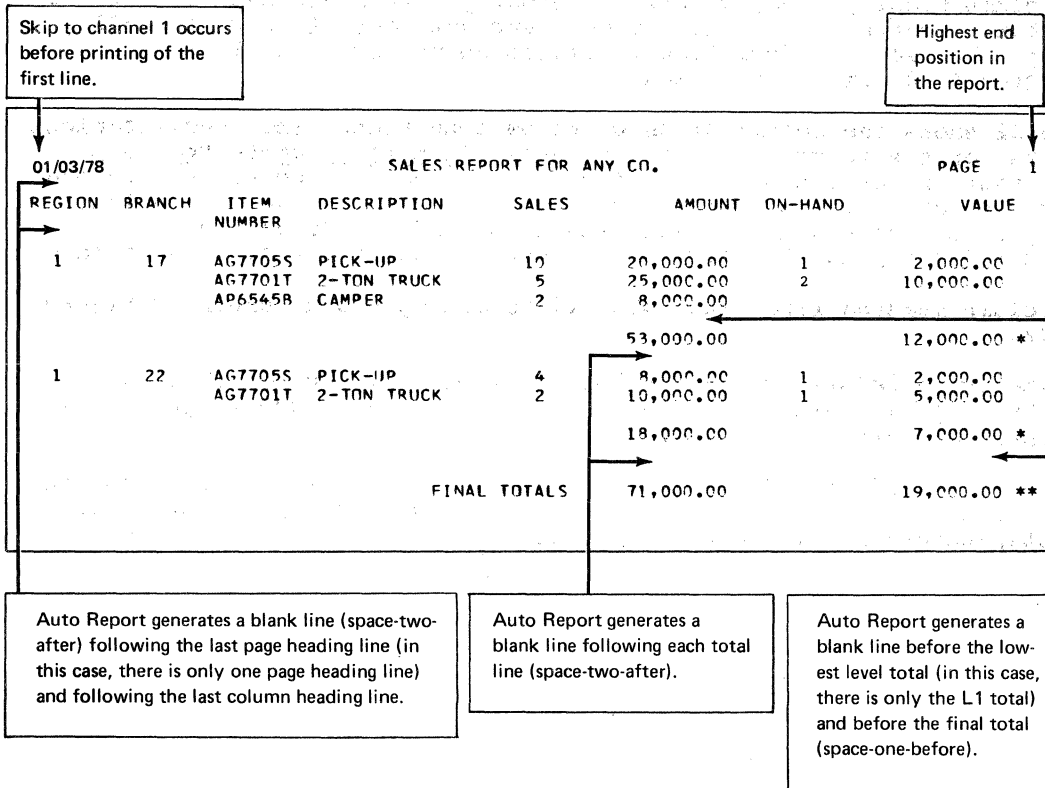 Skip to channel 1 occurs
before printing of the
first line.
Highest end
position in
the report.
01/03/78 SALES REPORT FOR ANY CO. PAGE 1
REGION BRANCH ITEM DESCRIPTION SALES AMOUNT ON-HAND VALUE
NUMBER
1 17 AG7705S PICK-UP 10 20,000.00 1 2,000.00
AG7701T 2-TON TRUCK 5 25,000.00 2 10,000.00
AP6545B CAMPER 2 8,000.00
53,000.00 12,000.00 *
1 22 AG7705S PICK-UP 4 8,000.00 1 2,000.00
AG7701T 2-TON TRUCK 2 10,000.00 1 5,000.00
18,000.00 7,000.00 *
FINAL TOTALS 71,000.00 19,000.00 **
Auto Report generates a blank line (space-two-
after) following the last page heading line (in
this case, there is only one page heading line)
and following the last column heading line.
Auto Report generates a
blank line following each total
line (space-two-after).
Auto Report generates a
blank line before the low-
est level total (in this case,
there is only the L1 total)
and before the final total
(space-one-before).